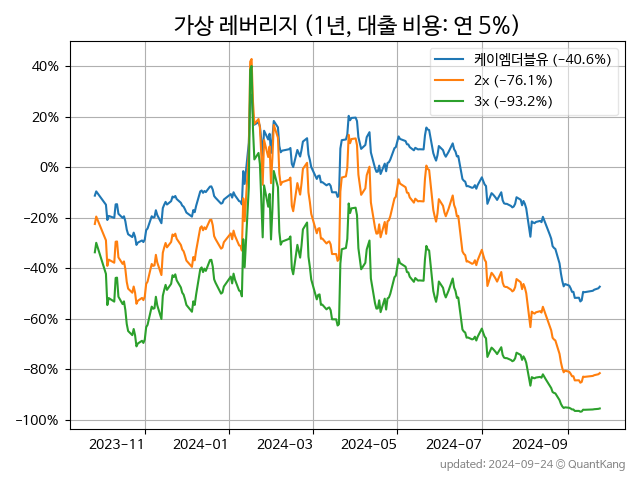 가상 레버리지 (1년, 대출 비용: 연 5%)
케이엠더블유 (-40.6%)
2x (-76.1%)
3x (-93.2%)
40%
20%
0%
-20%
-40%
-60%
-80%
-100%
2023-11 2024-01 2024-03 2024-05 2024-07 2024-09
updated: 2024-09-24 © QuantKang